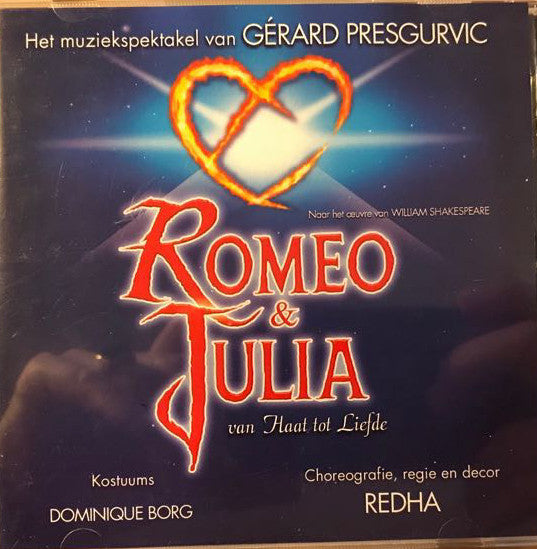 Het muziekspektakel van GÉRARD PRESGURVIC
Naar het œuvre van WILLIAM SHAKESPEARE
ROMEO
&
JULIA
van Haat tot Liefde
Kostuums
DOMINIQUE BORG
Choreografie, regie en decor
REDHA